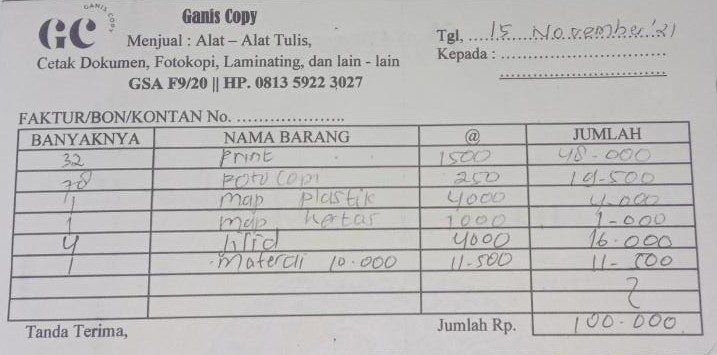 GANIS COPY
GC
Ganis Copy
Menjual : Alat – Alat Tulis,
Cetak Dokumen, Fotokopi, Laminating, dan lain - lain
GSA F9/20 || HP. 0813 5922 3027
Tgl, ....15....November'21
Kepada : ..............................
FAKTUR/BON/KONTAN No. .....................
BANYAKNYA NAMA BARANG @ JUMLAH
32 Print 1500 48-000
78 Poto Copi 250 19-500
1 map plastik 4000 4-000
1 map kertas 1000 1-000
4 4000 16.000
1 materai 10.000 11-500 11-500
Tanda Terima, Jumlah Rp. 100-000